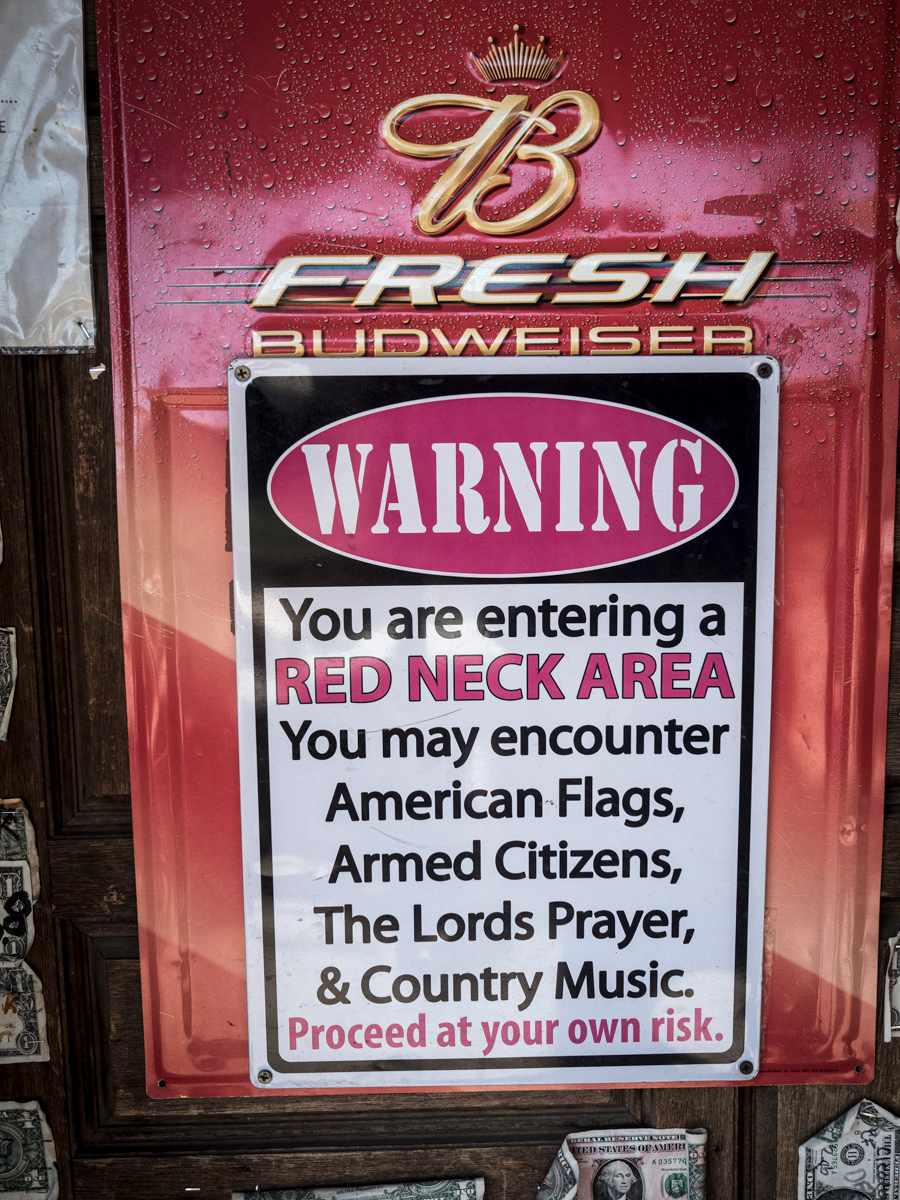 B
FRESH
BUDWEISER
WARNING
You are entering a
RED NECK AREA
You may encounter
American Flags,
Armed Citizens,
The Lords Prayer,
& Country Music.
Proceed at your own risk.